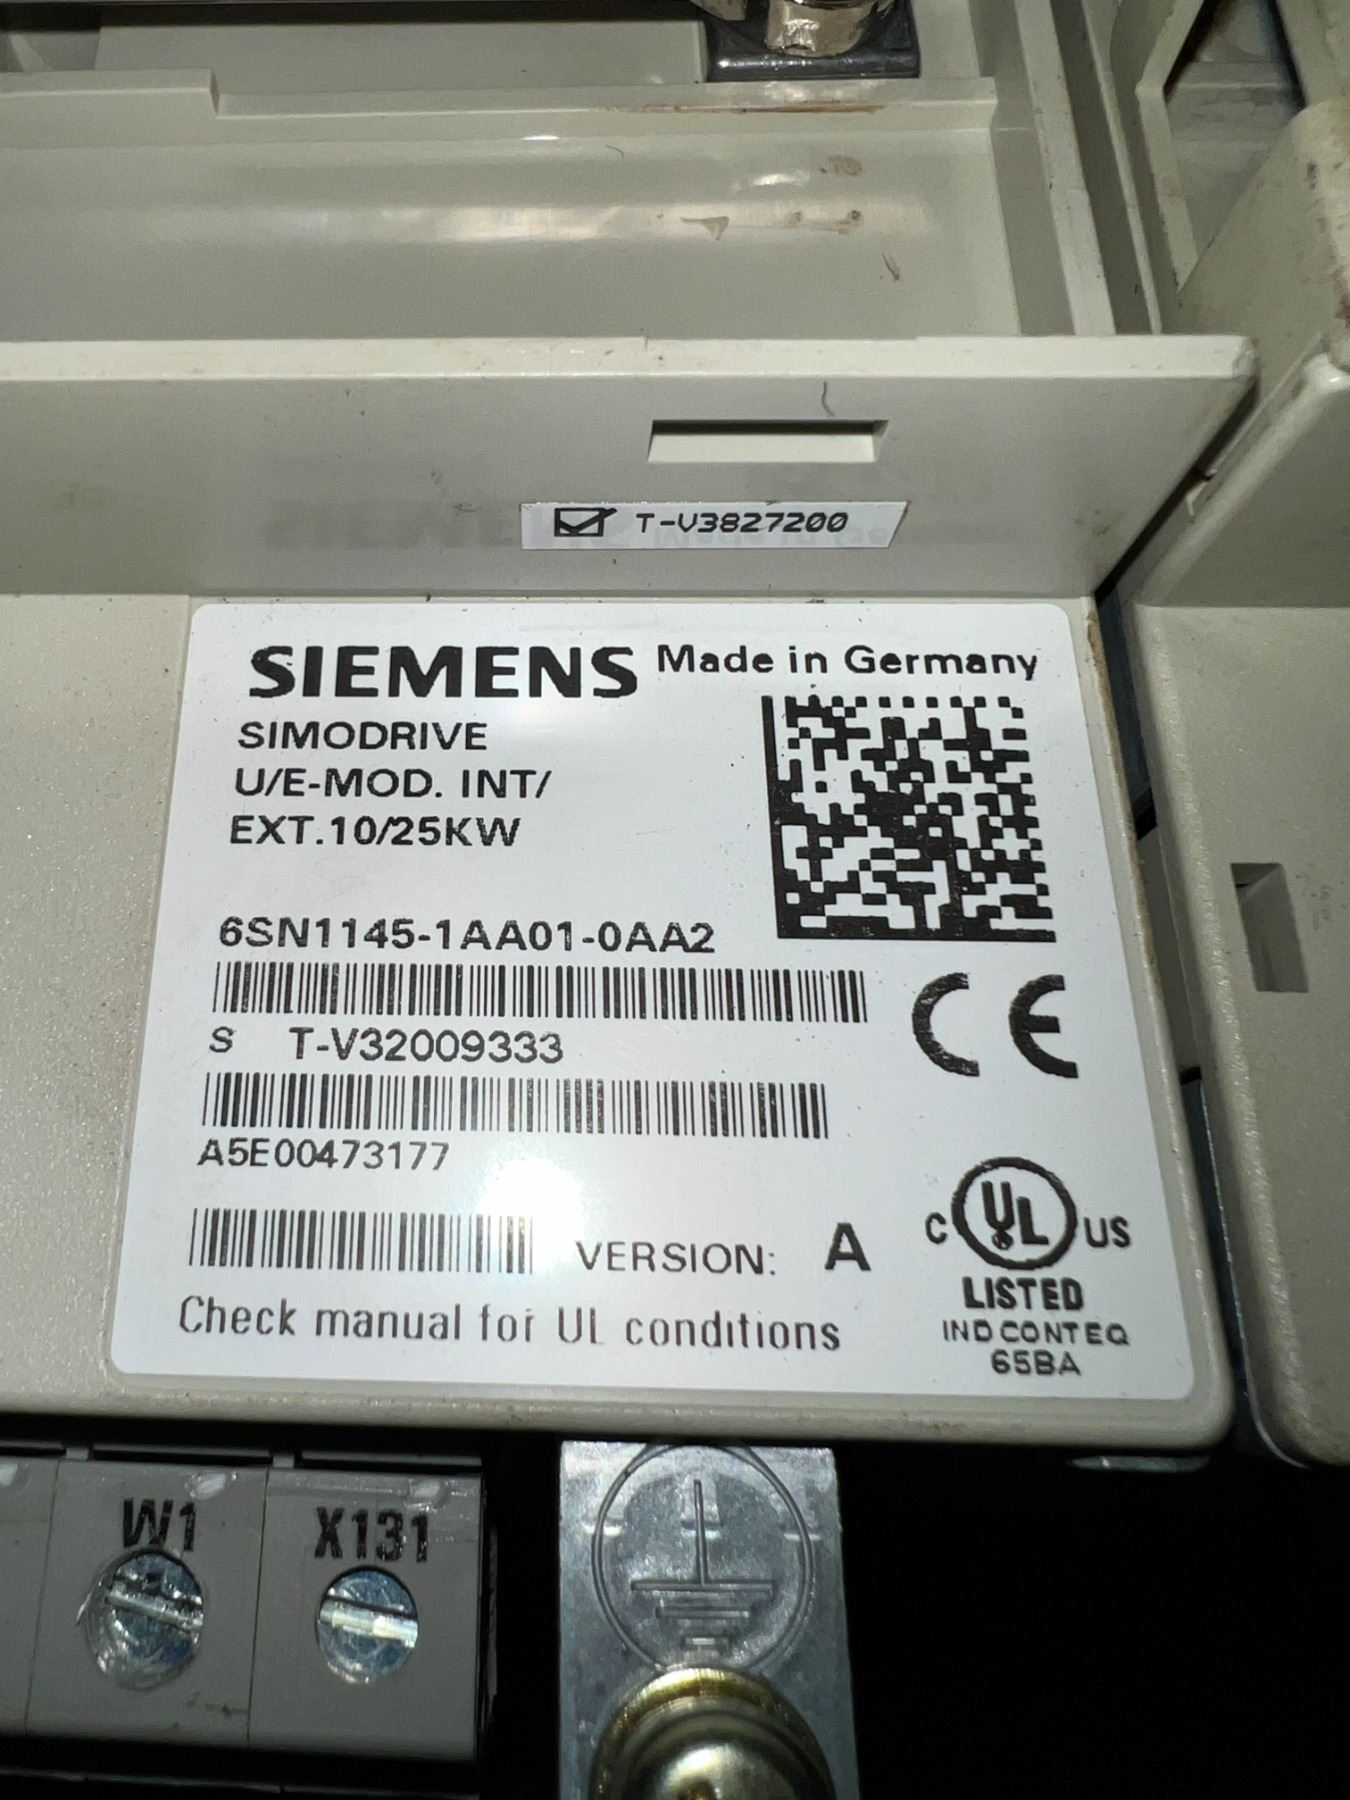 T-V3827200
SIEMENS Made in Germany
SIMODRIVE
U/E-MOD. INT/
EXT.10/25KW
6SN1145-1AA01-0AA2
S T-V32009333
A5E00473177
VERSION: A
Check manual for UL conditions
CE
C UL US
LISTED
IND CONT EQ
65BA
W1
X131